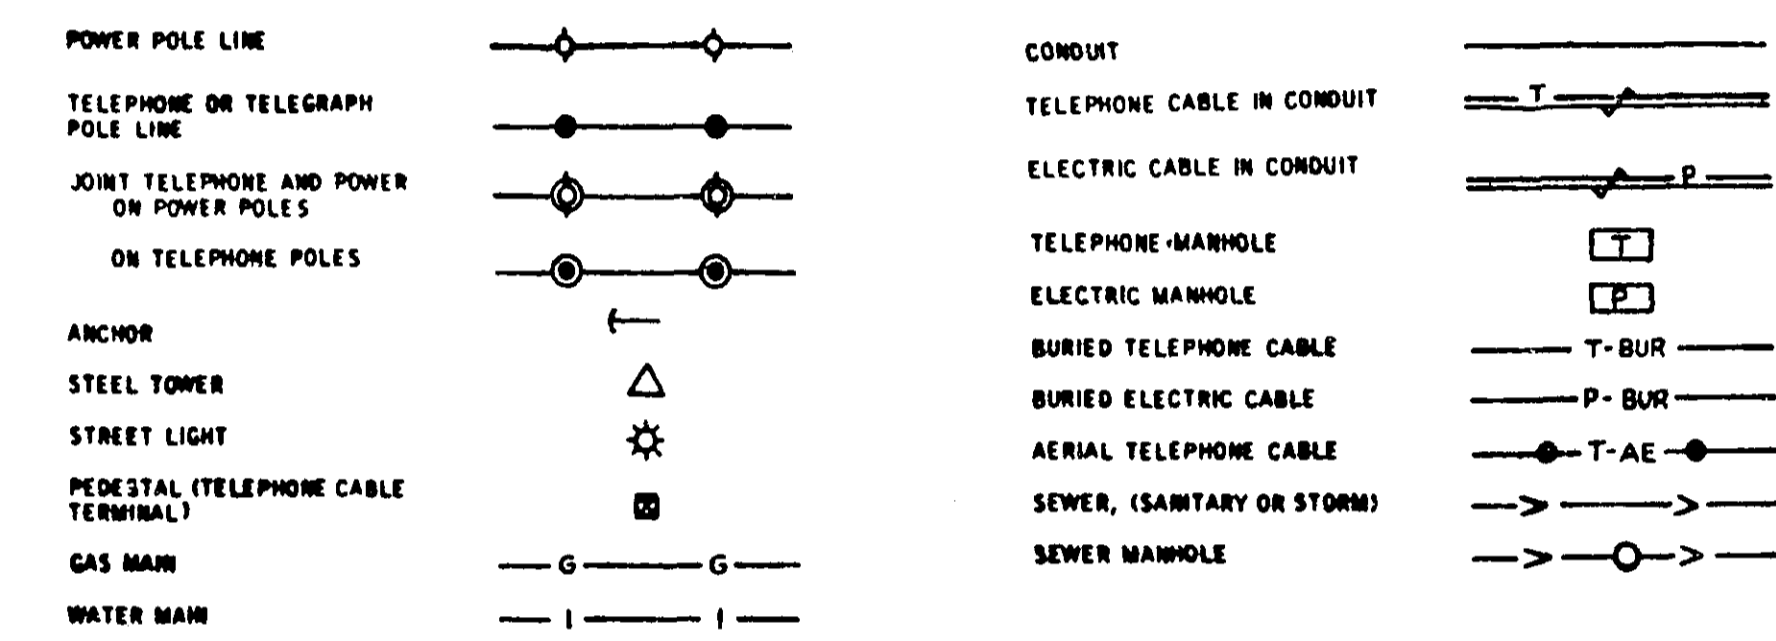 POWER POLE LINE
TELEPHONE OR TELEGRAPH
POLE LINE
JOINT TELEPHONE AND POWER
ON POWER POLES
ON TELEPHONE POLES
ANCHOR
STEEL TOWER
STREET LIGHT
PEDESTAL (TELEPHONE CABLE
TERMINAL)
GAS MAIN G G
WATER MAIN
CONDUIT
TELEPHONE CABLE IN CONDUIT T
ELECTRIC CABLE IN CONDUIT P
TELEPHONE MANHOLE T
ELECTRIC MANHOLE P
BURIED TELEPHONE CABLE T-BUR
BURIED ELECTRIC CABLE P-BUR
AERIAL TELEPHONE CABLE T-AE
SEWER, (SANITARY OR STORM)
SEWER MANHOLE